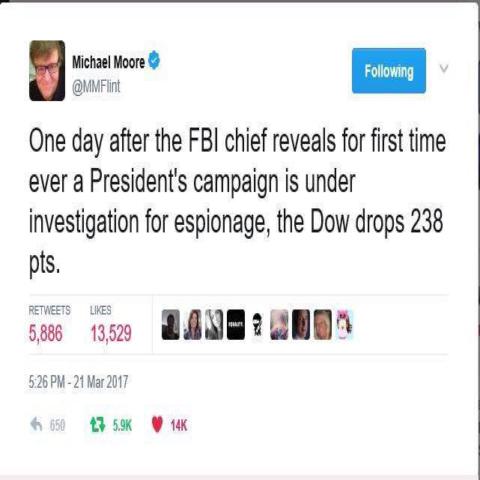 Michael Moore
@MMFlint
Following
One day after the FBI chief reveals for first time
ever a President's campaign is under
investigation for espionage, the Dow drops 238
pts.
RETWEETS LIKES
5,886 13,529
5:26 PM - 21 Mar 2017
650 5.9K 14K